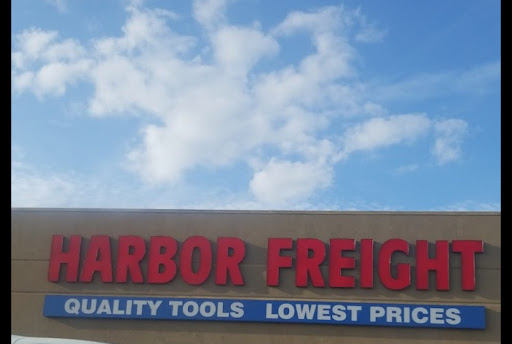 HARBOR FREIGHT
QUALITY TOOLS LOWEST PRICES